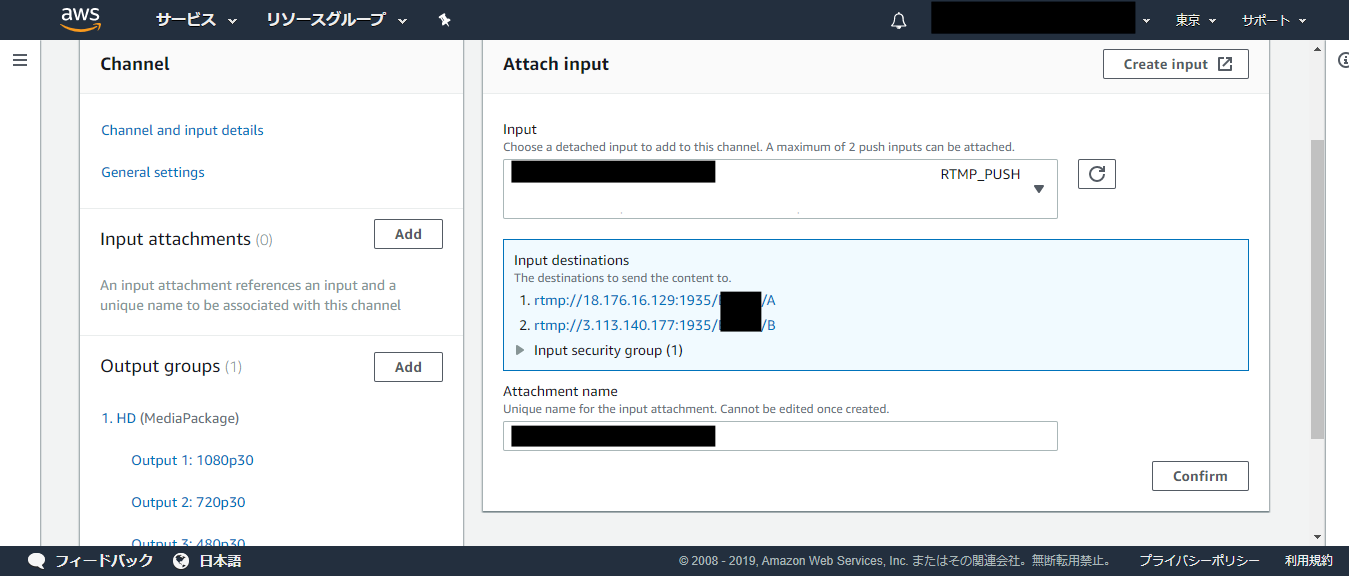 aws サービス リソースグループ 東京 サポート
Channel
Channel and input details
General settings
Input attachments (0) Add
An input attachment references an input and a
unique name to be associated with this channel
Output groups (1) Add
1. HD (MediaPackage)
Output 1: 1080p30
Output 2: 720p30
Output 3: 480p30
Attach input Create input
Input
Choose a detached input to add to this channel. A maximum of 2 push inputs can be attached.
RTMP_PUSH
Input destinations
The destinations to send the content to.
1. rtmp://18.176.16.129:1935/ /A
2. rtmp://3.113.140.177:1935/ /B
Input security group (1)
Attachment name
Unique name for the input attachment. Cannot be edited once created.
Confirm
フィードバック 日本語 © 2008 - 2019, Amazon Web Services, Inc. またはその関連会社。無断転用禁止。 プライバシーポリシー 利用規約